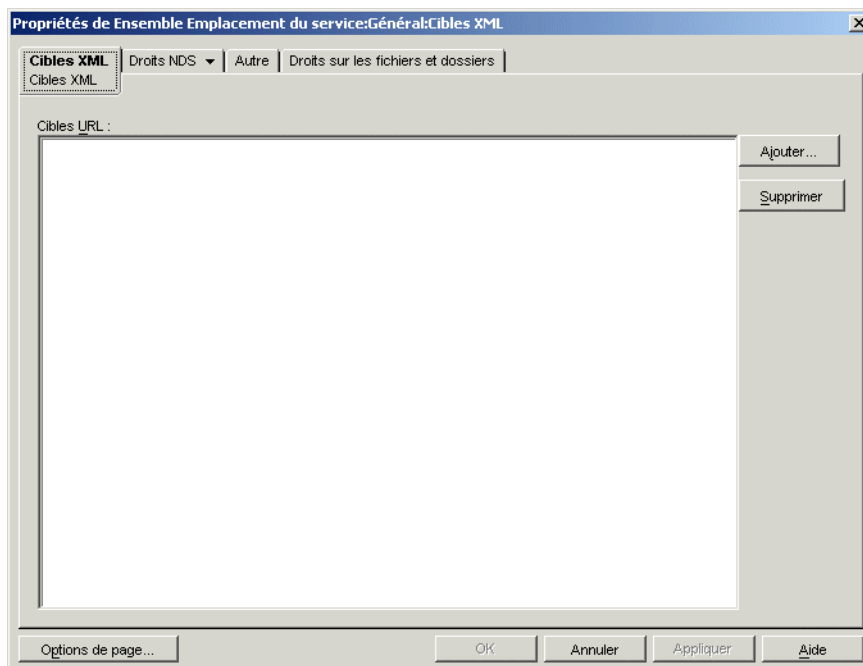 Propriétés de Ensemble Emplacement du service:Général:Cibles XML
Cibles XML Droits NDS Autre Droits sur les fichiers et dossiers
Cibles XML
Cibles URL :
Ajouter...
Supprimer
Options de page... OK Annuler Appliquer Aide